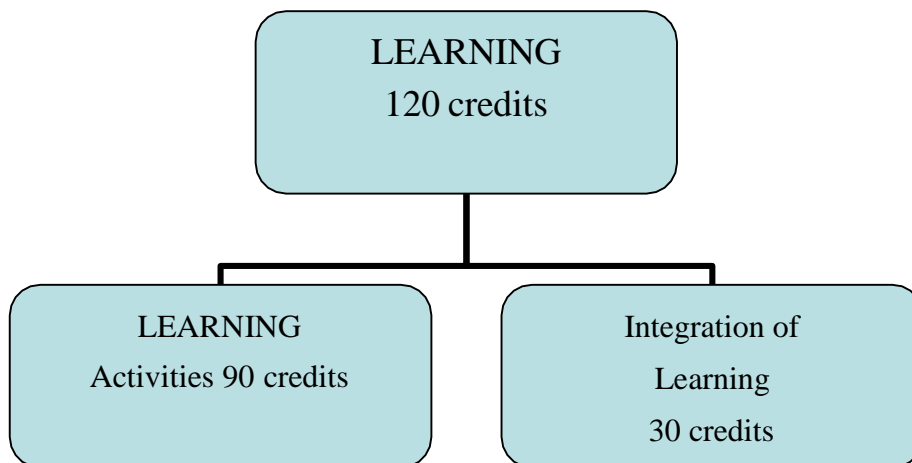 LEARNING
120 credits
LEARNING
Activities 90 credits
Integration of
Learning
30 credits